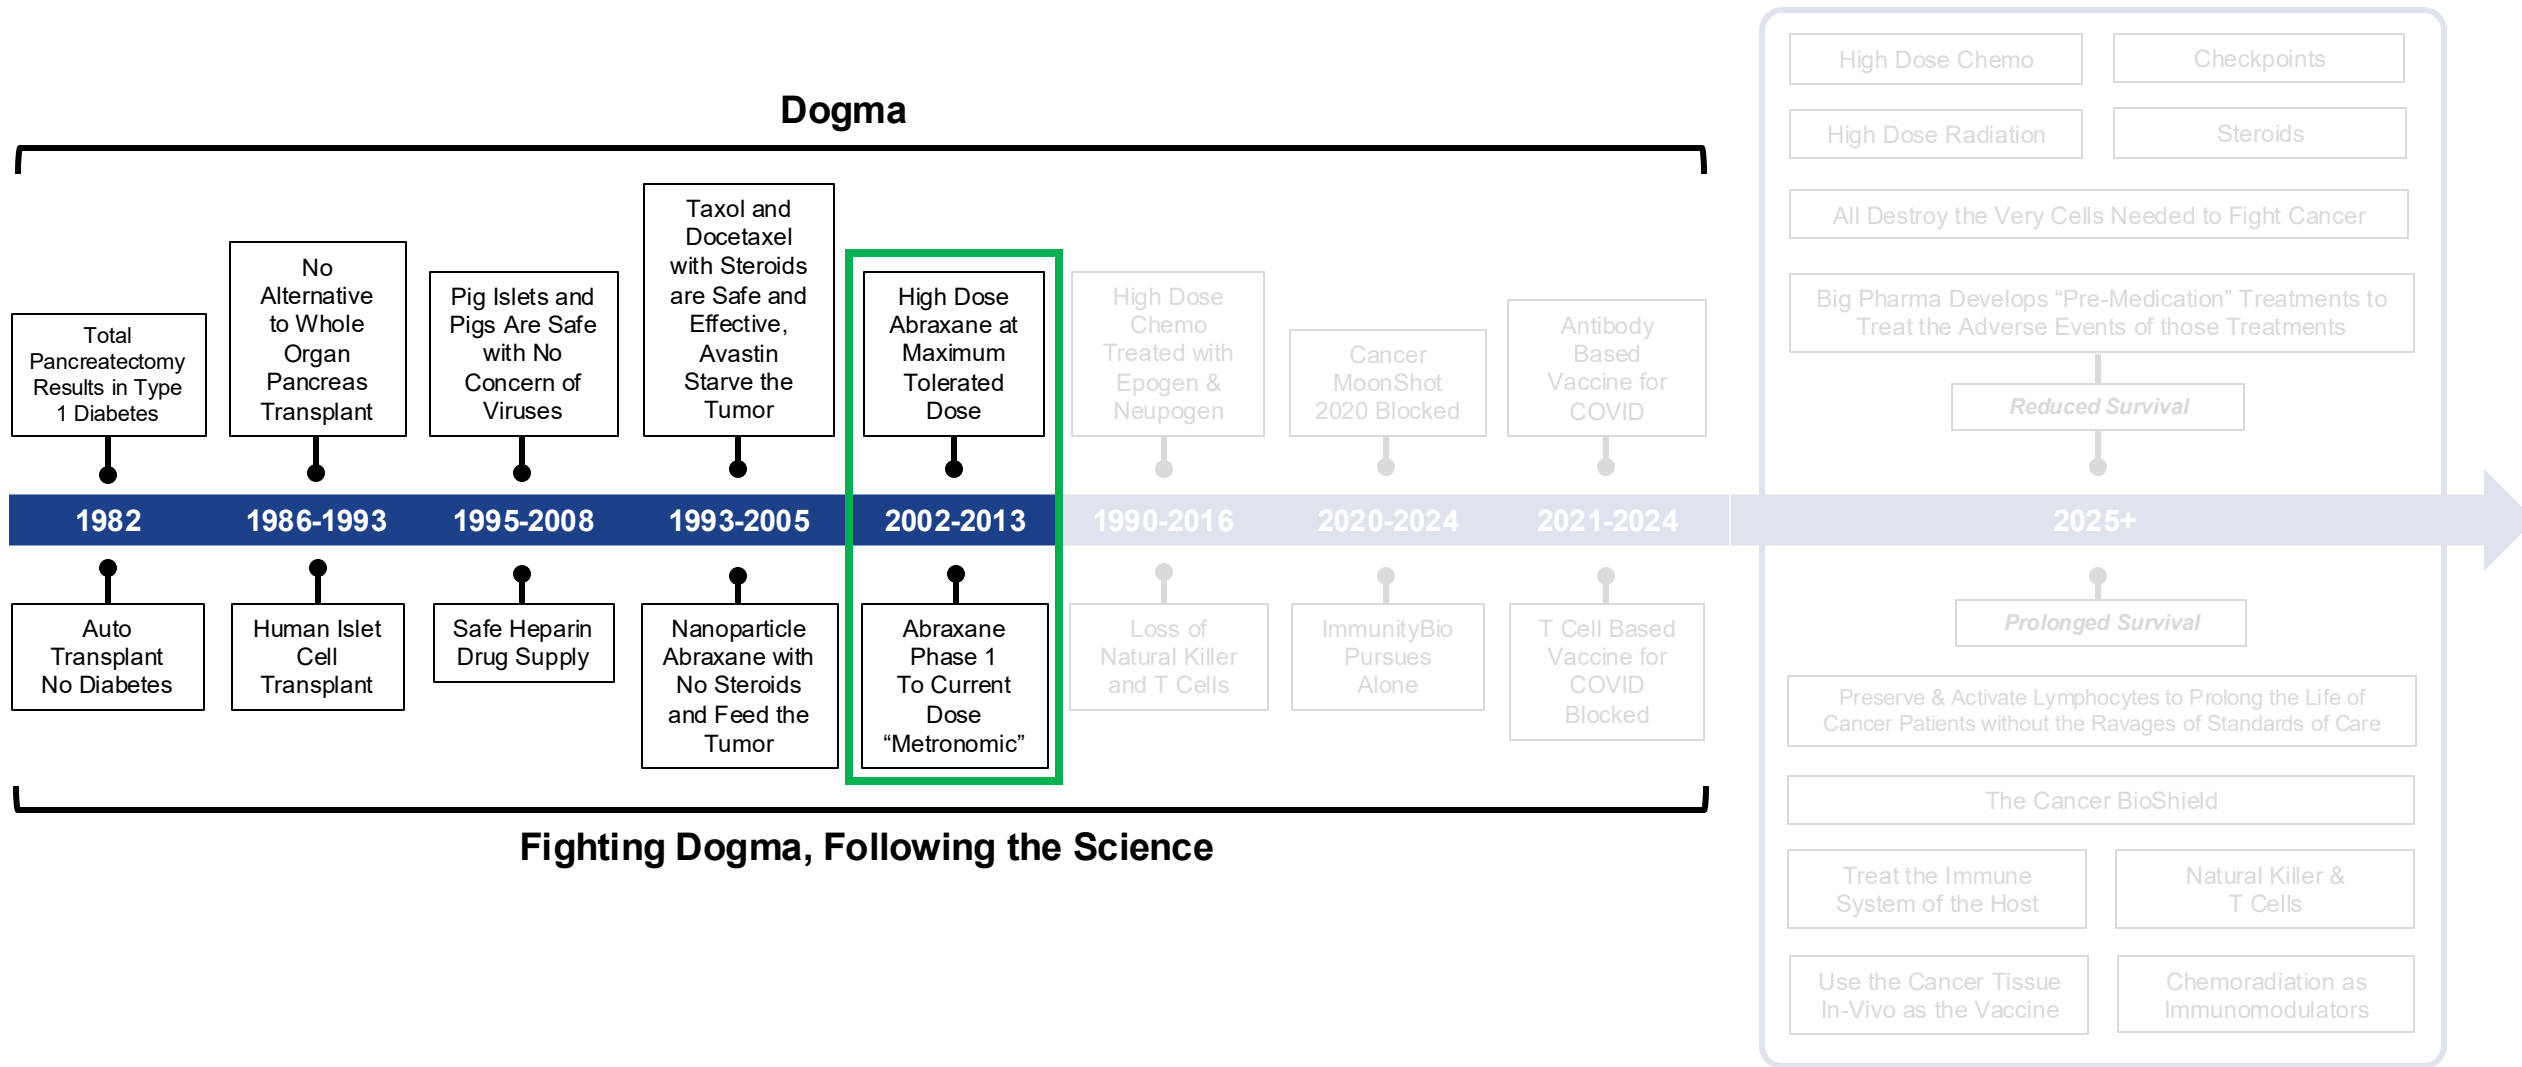 Dogma
Total
Pancreatectomy
Results in Type
1 Diabetes
No
Alternative
to Whole
Organ
Pancreas
Transplant
Pig Islets and
Pigs Are Safe
with No
Concern of
Viruses
Taxol and
Docetaxel
with Steroids
are Safe and
Effective,
Avastin
Starve the
Tumor
High Dose
Abraxane at
Maximum
Tolerated
Dose
High Dose
Chemo
Treated with
Epogen &
Neupogen
Cancer
MoonShot
2020 Blocked
Antibody
Based
Vaccine for
COVID
1982
1986-1993
1995-2008
1993-2005
2002-2013
1990-2016
2020-2024
2021-2024
Auto
Transplant
No Diabetes
Human Islet
Cell
Transplant
Safe Heparin
Drug Supply
Nanoparticle
Abraxane with
No Steroids
and Feed the
Tumor
Abraxane
Phase 1
To Current
Dose
“Metronomic”
Loss of
Natural Killer
and T Cells
ImmunityBio
Pursues
Alone
T Cell Based
Vaccine for
COVID
Blocked
Fighting Dogma, Following the Science
High Dose Chemo
Checkpoints
High Dose Radiation
Steroids
All Destroy the Very Cells Needed to Fight Cancer
Big Pharma Develops “Pre-Medication” Treatments to
Treat the Adverse Events of those Treatments
Reduced Survival
2025+
Prolonged Survival
Preserve & Activate Lymphocytes to Prolong the Life of
Cancer Patients without the Ravages of Standards of Care
The Cancer BioShield
Treat the Immune
System of the Host
Natural Killer &
T Cells
Use the Cancer Tissue
In-Vivo as the Vaccine
Chemoradiation as
Immunomodulators